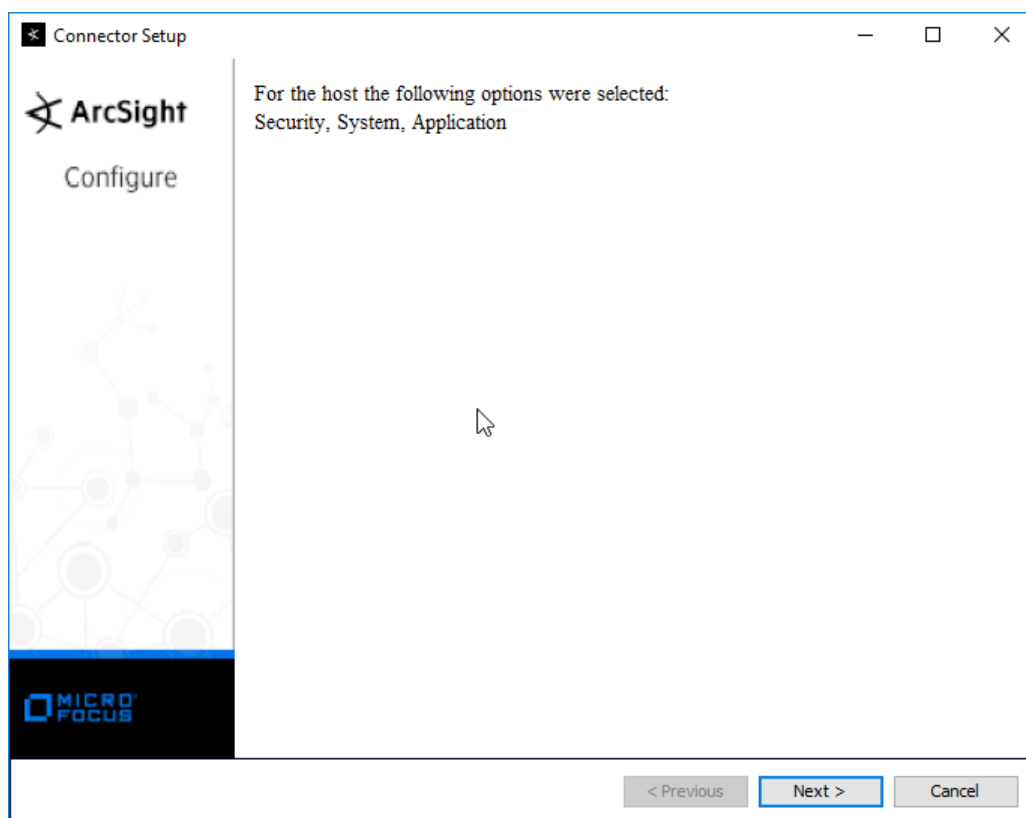 Connector Setup
ArcSight
Configure
For the host the following options were selected:
Security, System, Application
MICRO
FOCUS
< Previous
Next >
Cancel